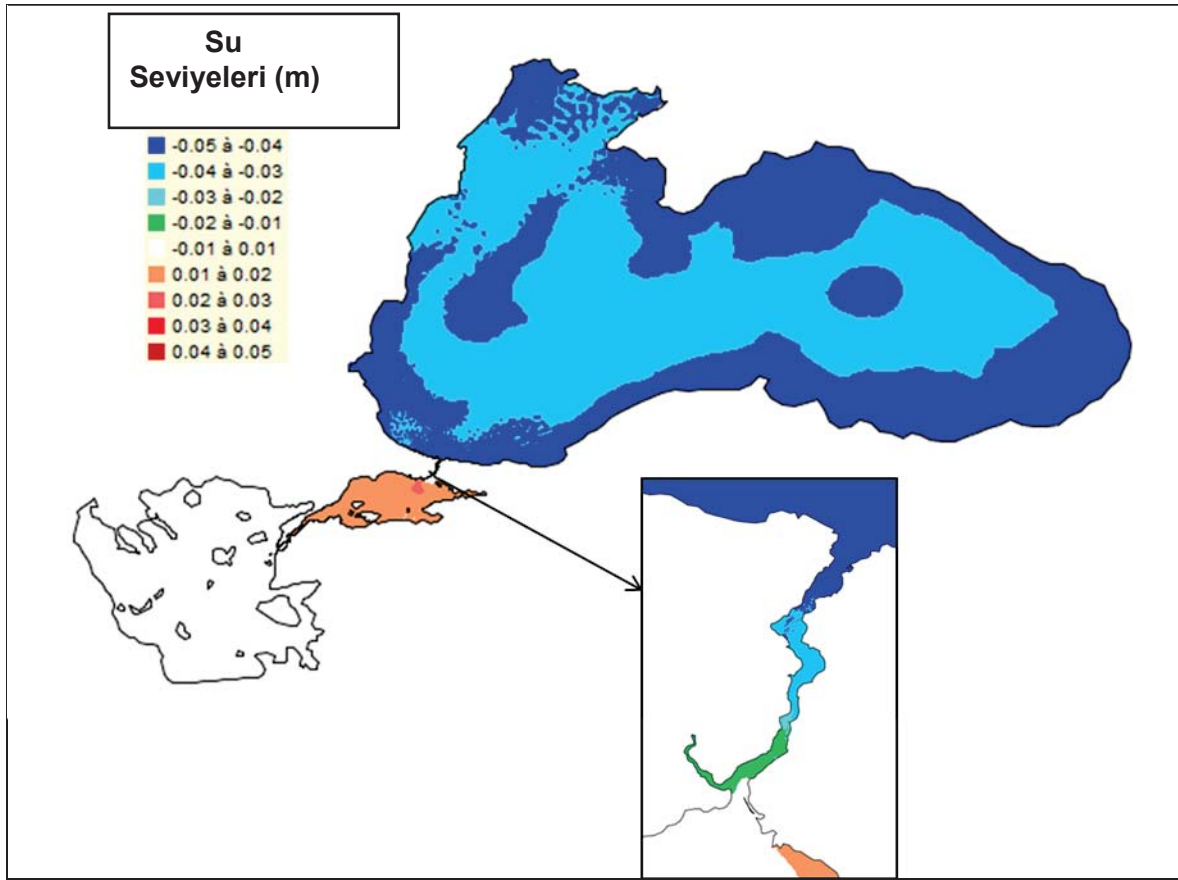 Su
Seviyeleri (m)
-0.05 à -0.04
-0.04 à -0.03
-0.03 à -0.02
-0.02 à -0.01
-0.01 à 0.01
0.01 à 0.02
0.02 à 0.03
0.03 à 0.04
0.04 à 0.05